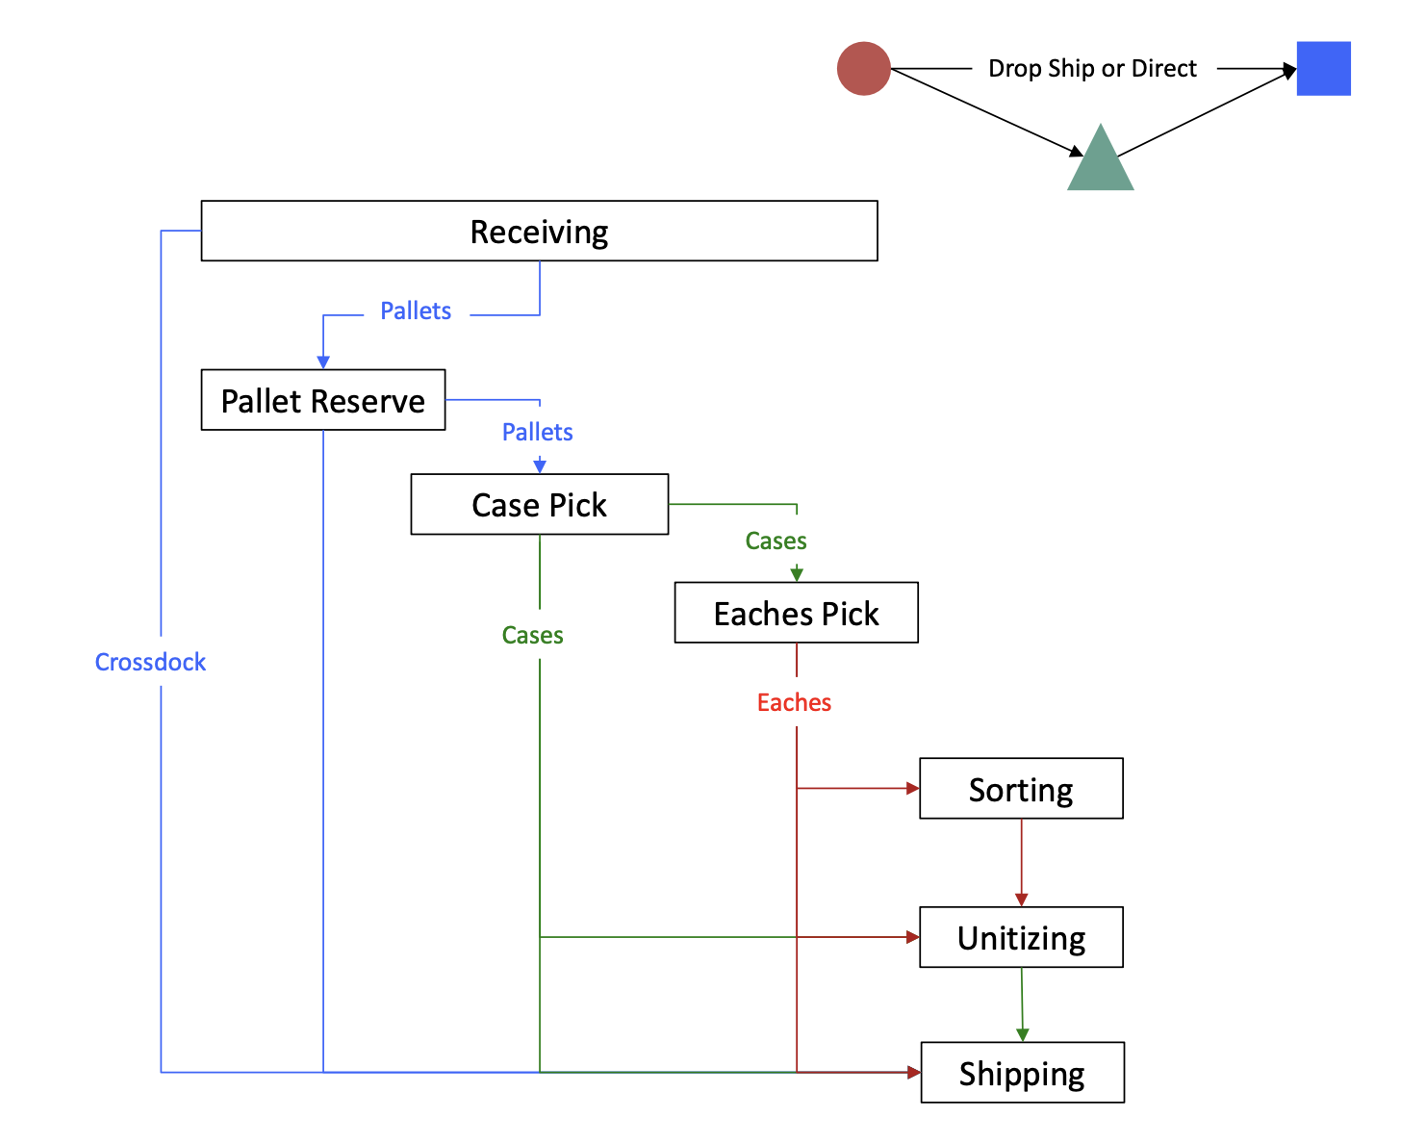 Drop Ship or Direct
Receiving
Pallets
Pallet Reserve
Pallets
Case Pick
Cases
Eaches Pick
Cases
Crossdock
Eaches
Sorting
Unitizing
Shipping